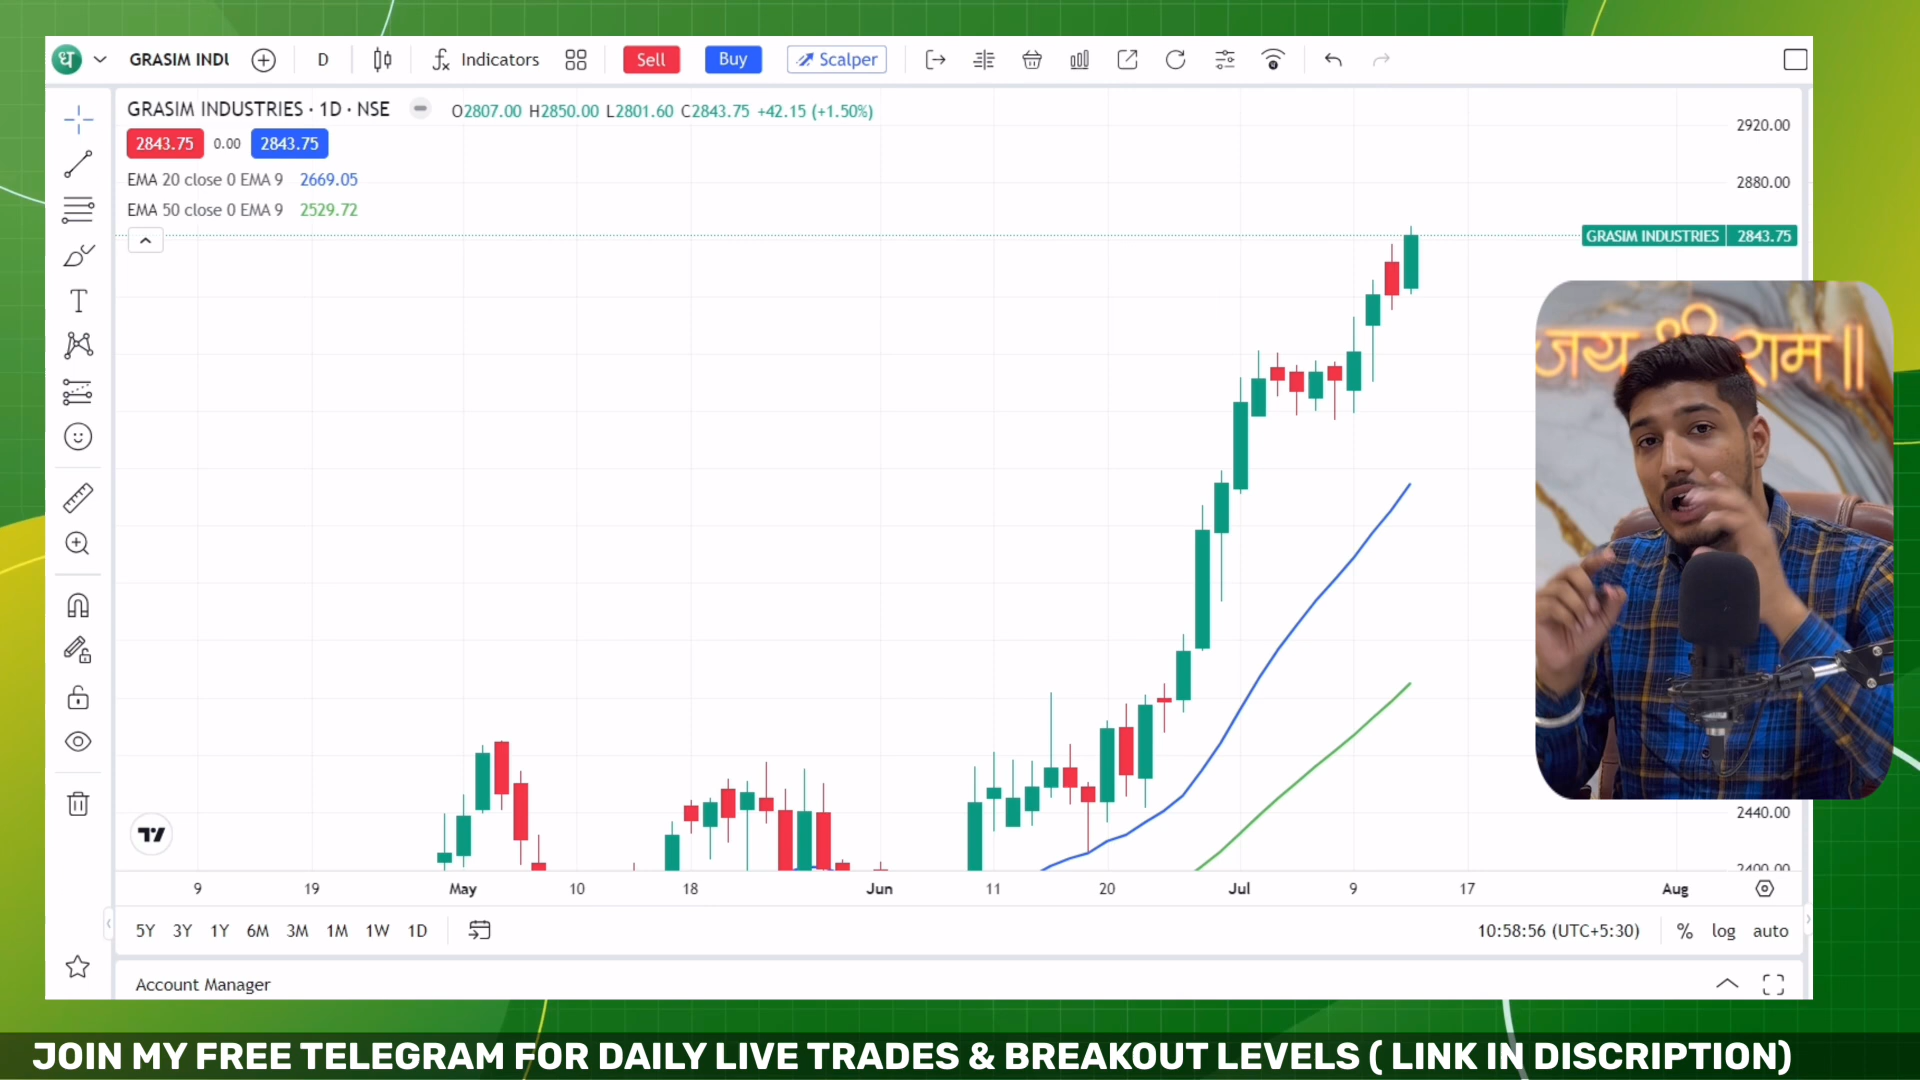 ध GRASIM INDU D Indicators Sell Buy Scalper
GRASIM INDUSTRIES · 1D · NSE O2807.00 H2850.00 L2801.60 C2843.75 +42.15 (+1.50%)
2843.75 0.00 2843.75
EMA 20 close 0 EMA 9 2669.05
EMA 50 close 0 EMA 9 2529.72
2920.00
2880.00
GRASIM INDUSTRIES 2843.75
जय श्री राम ॥
2440.00
2400.00
9 19 May 10 18 Jun 11 20 Jul 9 17 Aug
5Y 3Y 1Y 6M 3M 1M 1W 1D 10:58:56 (UTC+5:30) % log auto
Account Manager
JOIN MY FREE TELEGRAM FOR DAILY LIVE TRADES & BREAKOUT LEVELS ( LINK IN DISCRIPTION)